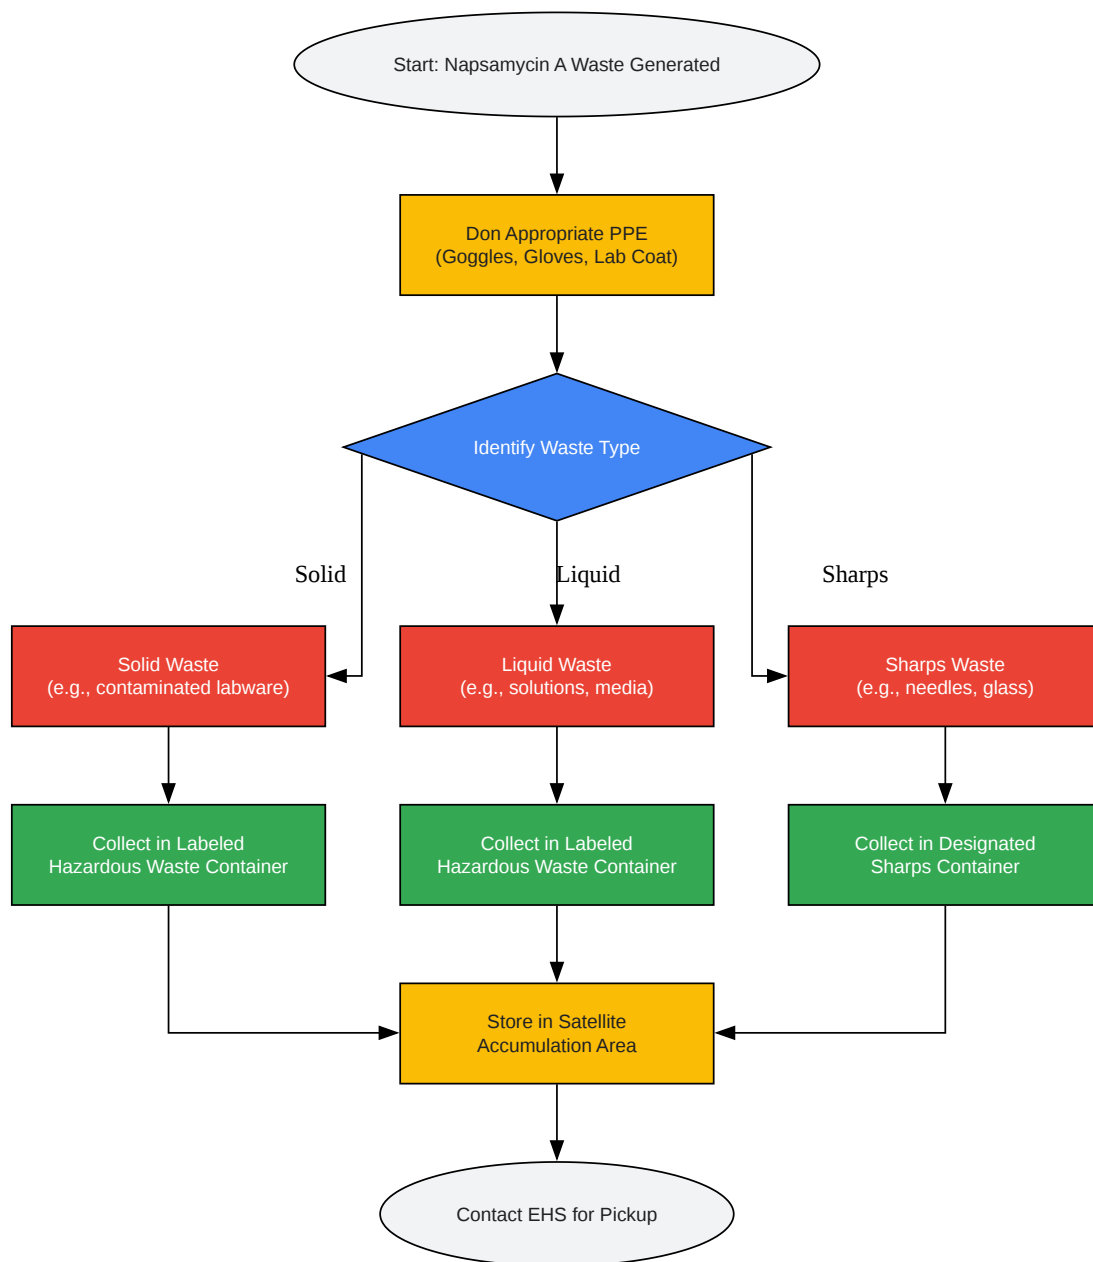 Start: Napsamycin A Waste Generated
Don Appropriate PPE
(Goggles, Gloves, Lab Coat)
Identify Waste Type
Solid
Liquid
Sharps
Solid Waste
(e.g., contaminated labware)
Liquid Waste
(e.g., solutions, media)
Sharps Waste
(e.g., needles, glass)
Collect in Labeled
Hazardous Waste Container
Collect in Labeled
Hazardous Waste Container
Collect in Designated
Sharps Container
Store in Satellite
Accumulation Area
Contact EHS for Pickup